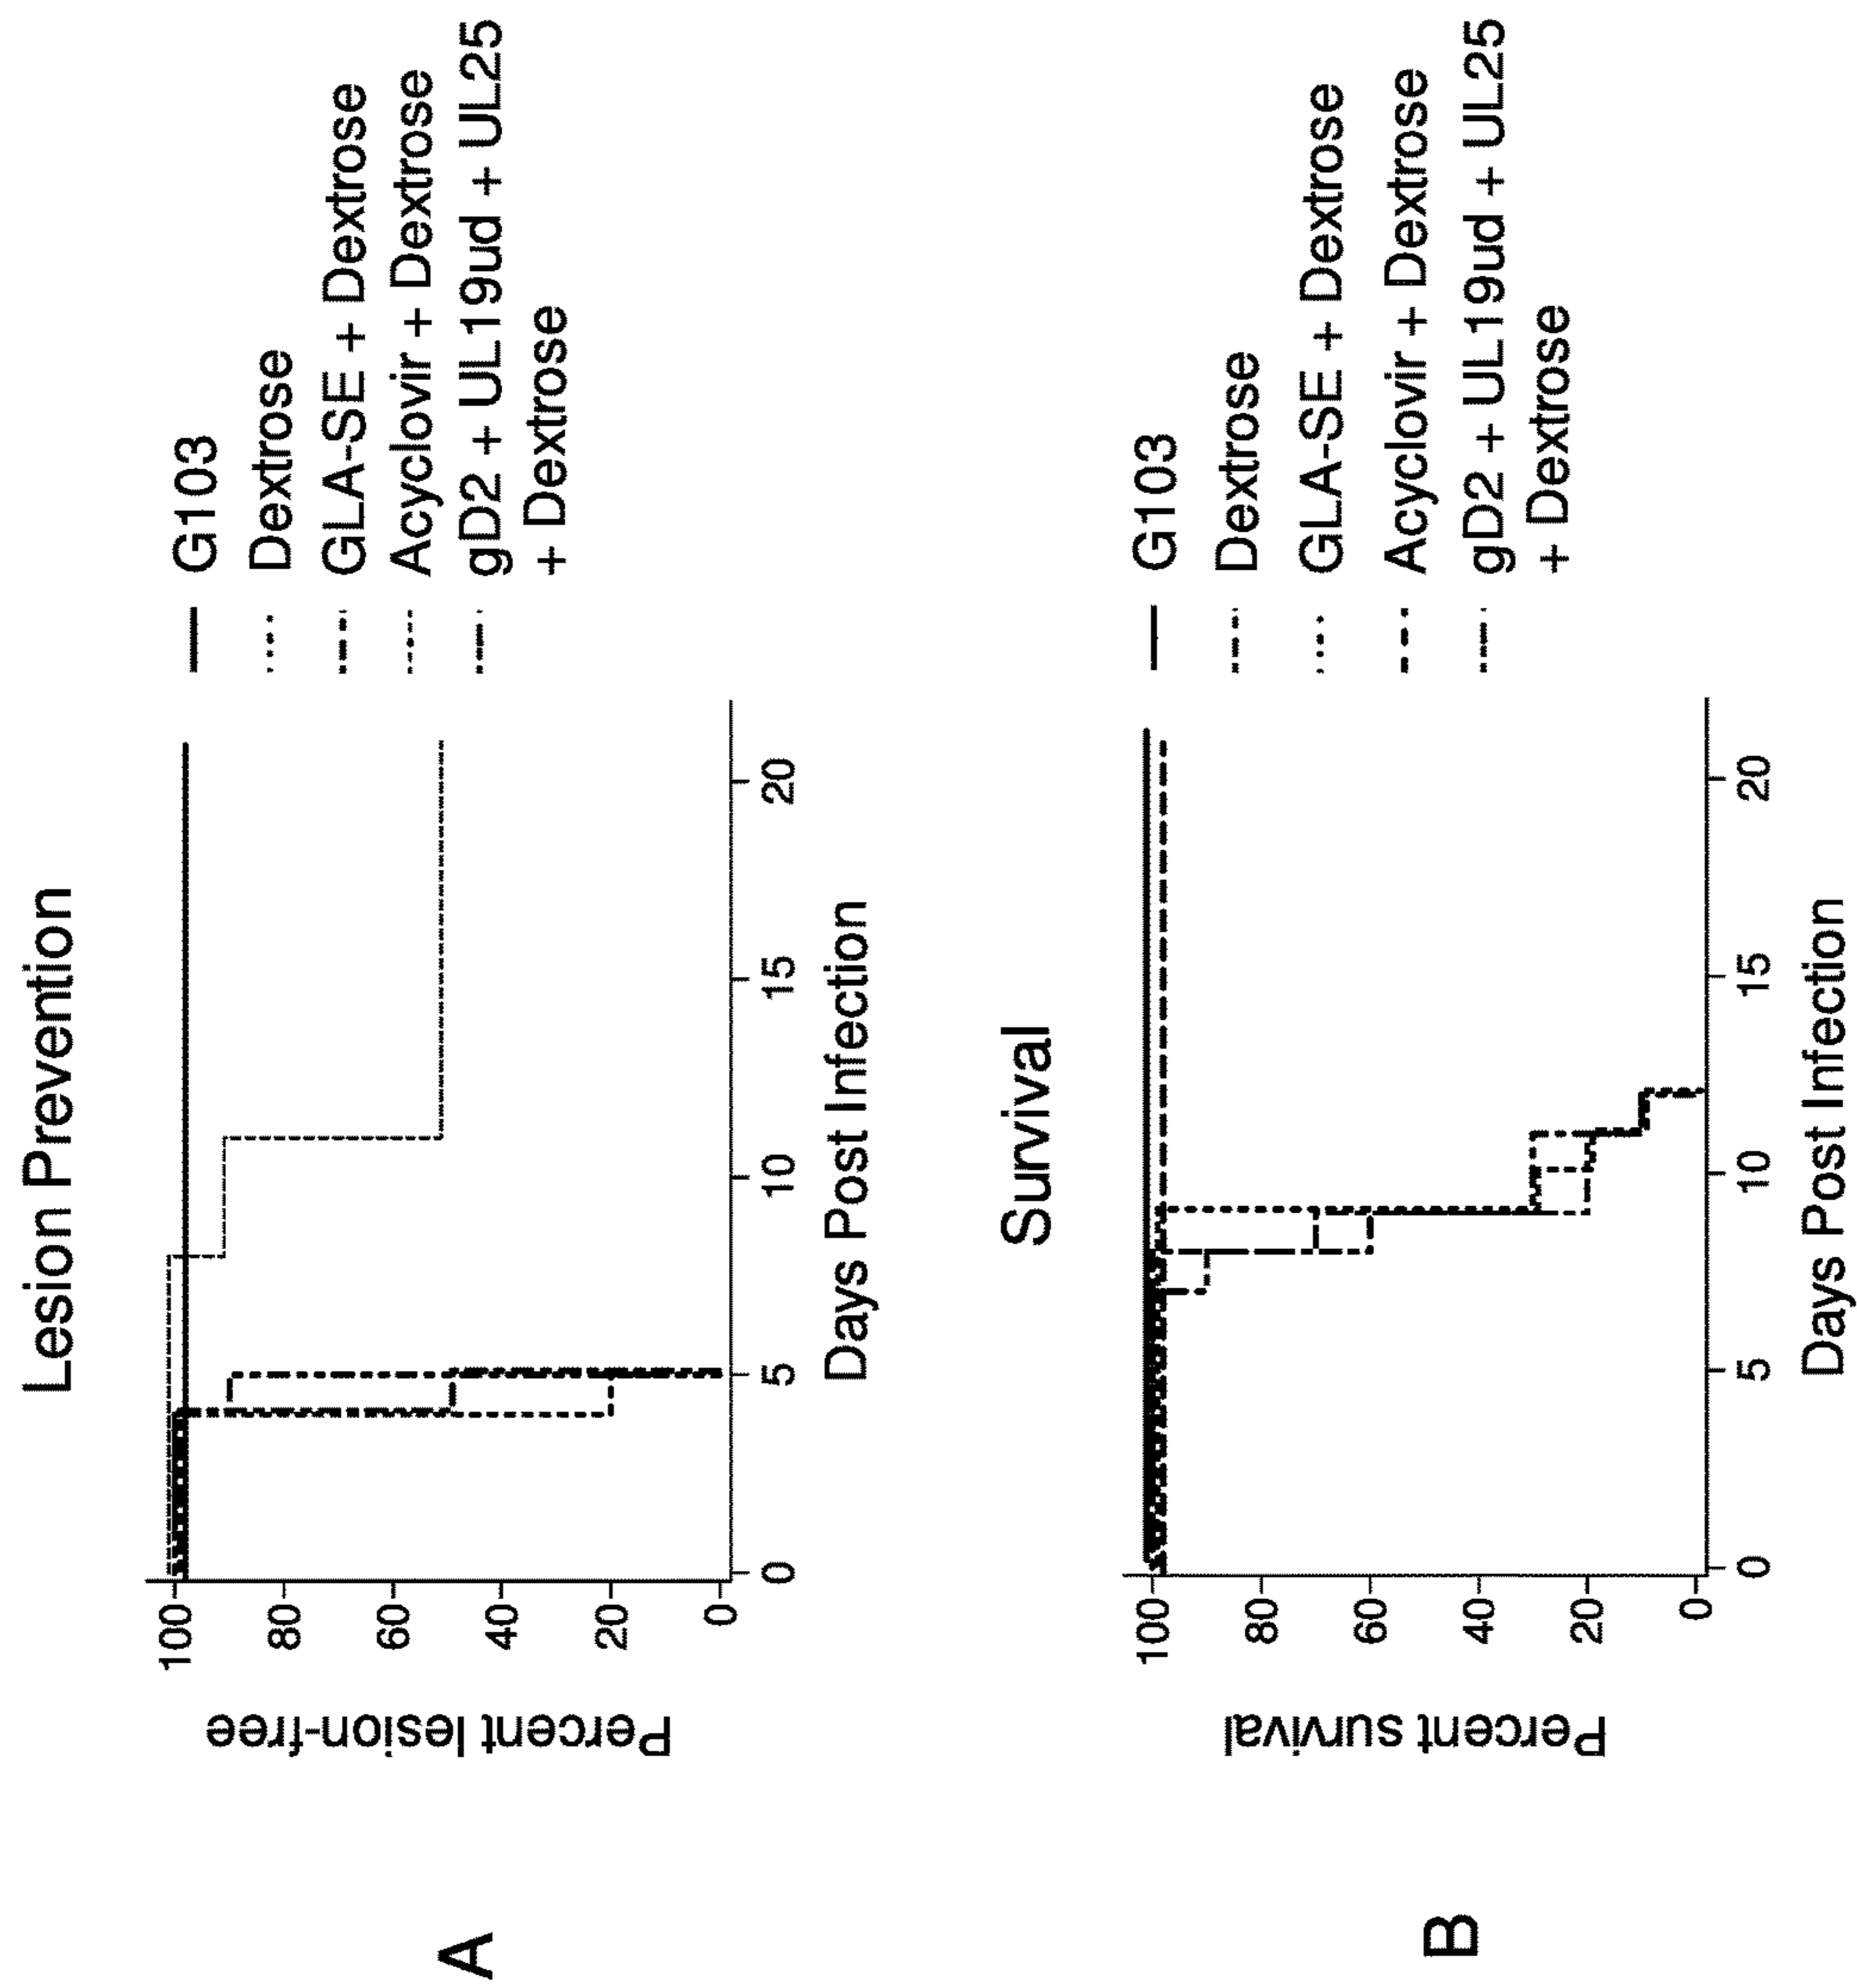 A
Lesion Prevention
Percent lesion-free
100
80
60
40
20
0
0
5
10
15
20
Days Post Infection
G103
Dextrose
GLA-SE + Dextrose
Acyclovir + Dextrose
gD2 + UL19ud + UL25
+ Dextrose
B
Survival
Percent survival
100
80
60
40
20
0
0
5
10
15
20
Days Post Infection
G103
Dextrose
GLA-SE + Dextrose
Acyclovir + Dextrose
gD2 + UL19ud + UL25
+ Dextrose